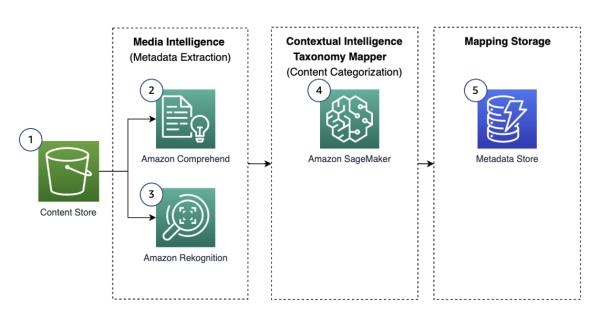 Media Intelligence
(Metadata Extraction)
Contextual Intelligence
Taxonomy Mapper
(Content Categorization)
Mapping Storage
1
Content Store
2
Amazon Comprehend
3
Amazon Rekognition
4
Amazon SageMaker
5
Metadata Store